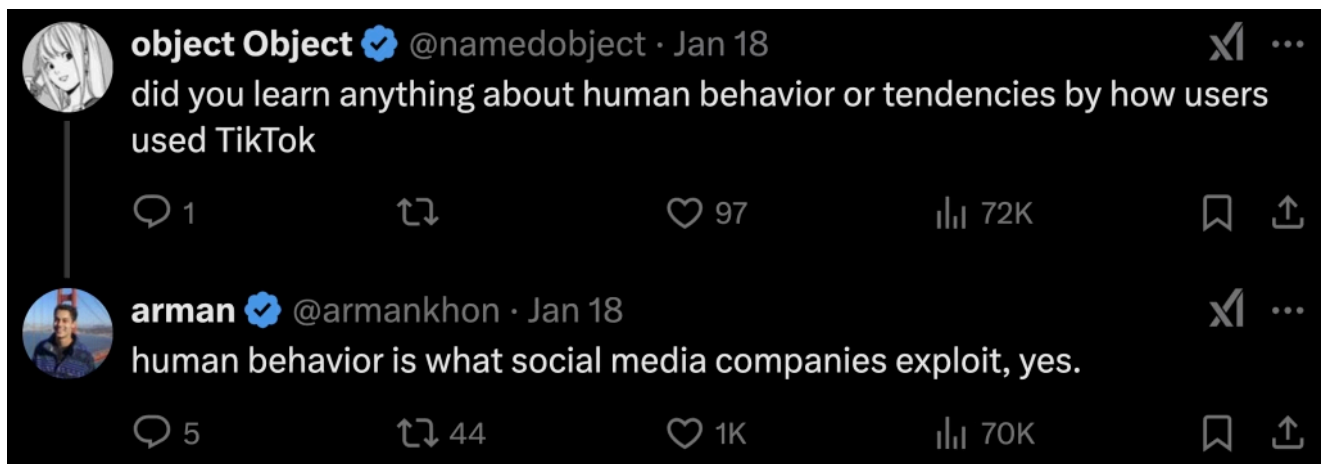 object Object @namedobject · Jan 18
did you learn anything about human behavior or tendencies by how users
used TikTok
1 97 72K
arman @armankhon · Jan 18
human behavior is what social media companies exploit, yes.
5 44 1K 70K